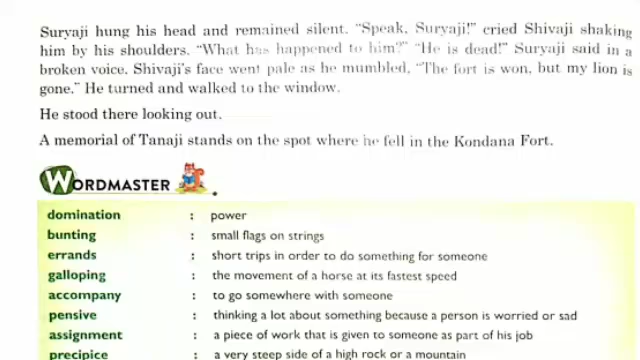 Suryaji hung his head and remained silent. "Speak, Suryaji!" cried Shivaji shaking
him by his shoulders. "What has happened to him?" "He is dead!" Suryaji said in a
broken voice. Shivaji's face went pale as he mumbled, "The fort is won, but my lion is
gone." He turned and walked to the window.
He stood there looking out.
A memorial of Tanaji stands on the spot where he fell in the Kondana Fort.
WORDMASTER
domination : power
bunting : small flags on strings
errands : short trips in order to do something for someone
galloping : the movement of a horse at its fastest speed
accompany : to go somewhere with someone
pensive : thinking a lot about something because a person is worried or sad
assignment : a piece of work that is given to someone as part of his job
precipice : a very steep side of a high rock or a mountain